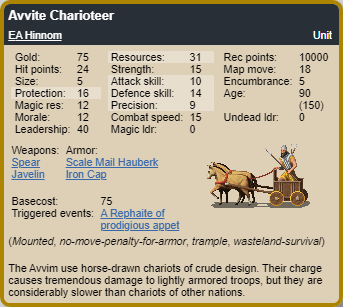 Avvite Charioteer
EA Hinnom Unit
Gold: 75 Resources: 31 Rec points: 10000
Hit points: 24 Strength: 15 Map move: 18
Size: 5 Attack skill: 10 Encumbrance: 5
Protection: 16 Defence skill: 14 Age: 90
Magic res: 12 Precision: 9 (150)
Morale: 12 Combat speed: 15 Undead ldr: 0
Leadership: 40 Magic ldr: 0
Weapons: Armor:
Spear Scale Mail Hauberk
Javelin Iron Cap
Basecost: 75
Triggered events: A Rephaite of
prodigious appet
(Mounted, no-move-penalty-for-armor, trample, wasteland-survival)
The Avvim use horse-drawn chariots of crude design. Their charge
causes tremendous damage to lightly armored troops, but they are
considerably slower than chariots of other nations.